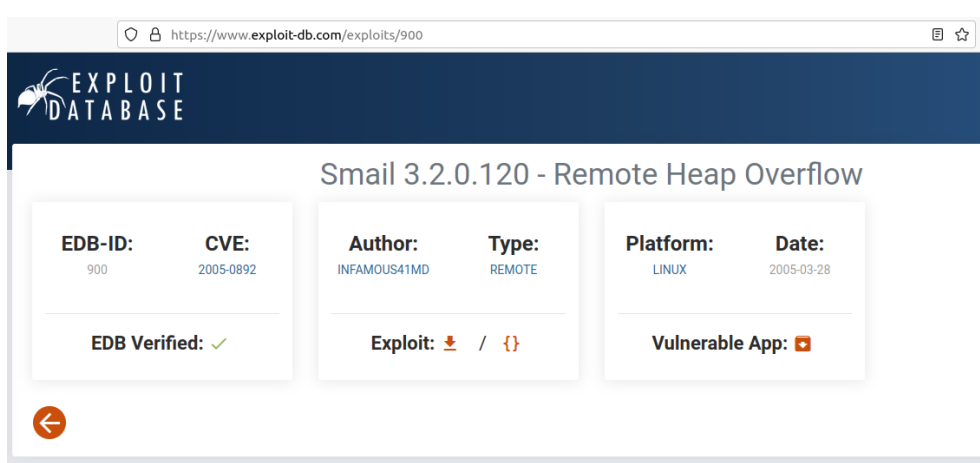 https://www.exploit-db.com/exploits/900
EXPLOIT
DATABASE
Smail 3.2.0.120 - Remote Heap Overflow
EDB-ID: CVE:
900 2005-0892
EDB Verified: ✓
Author: Type:
INFAMOUS41MD REMOTE
Exploit: / {}
Platform: Date:
LINUX 2005-03-28
Vulnerable App: